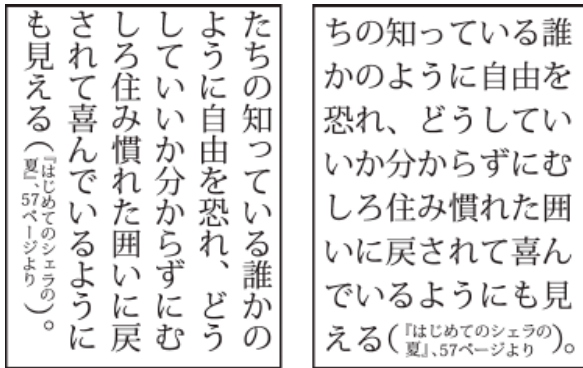 たちの知っている誰かの
ように自由を恐れ、どう
していいか分からずにむ
しろ住み慣れた囲いに戻
されて喜んでいるように
も見える(『はじめてのシェラの
夏』、57ページより)。
ちの知っている誰
かのように自由を
恐れ、どうしてい
いか分からずにむ
しろ住み慣れた囲
いに戻されて喜ん
でいるようにも見
える(『はじめてのシェラの
夏』、57ページより)。